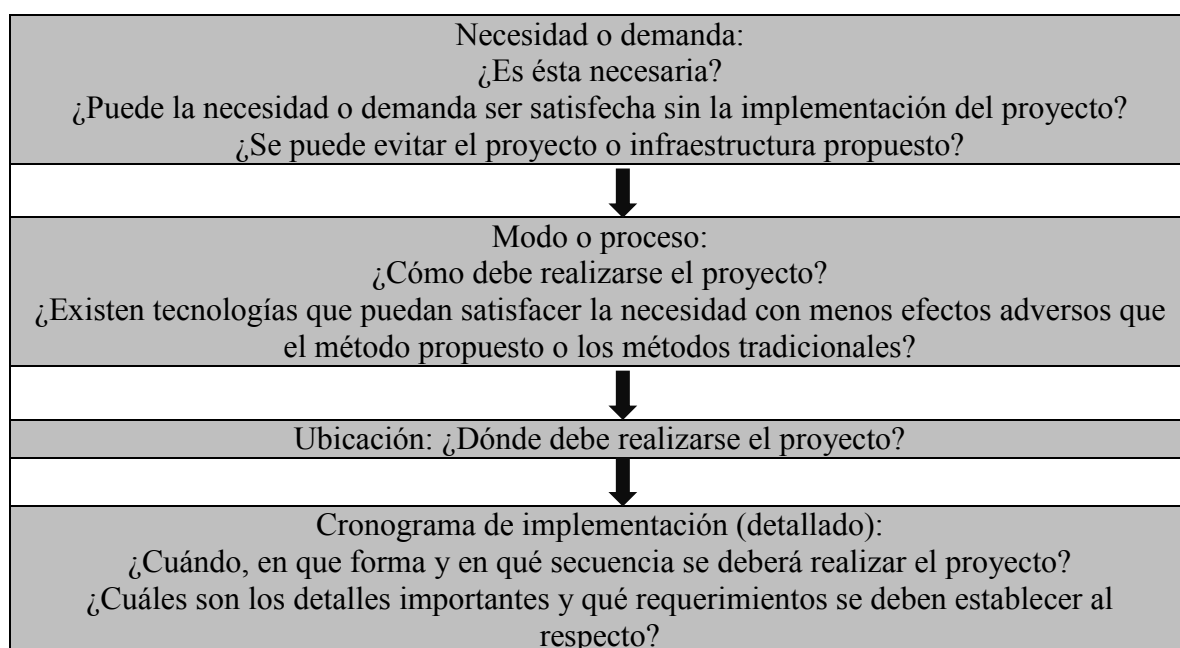 Necesidad o demanda:
¿Es ésta necesaria?
¿Puede la necesidad o demanda ser satisfecha sin la implementación del proyecto?
¿Se puede evitar el proyecto o infraestructura propuesto?
Modo o proceso:
¿Cómo debe realizarse el proyecto?
¿Existen tecnologías que puedan satisfacer la necesidad con menos efectos adversos que
el método propuesto o los métodos tradicionales?
Ubicación: ¿Dónde debe realizarse el proyecto?
Cronograma de implementación (detallado):
¿Cuándo, en que forma y en qué secuencia se deberá realizar el proyecto?
¿Cuáles son los detalles importantes y qué requerimientos se deben establecer al
respecto?